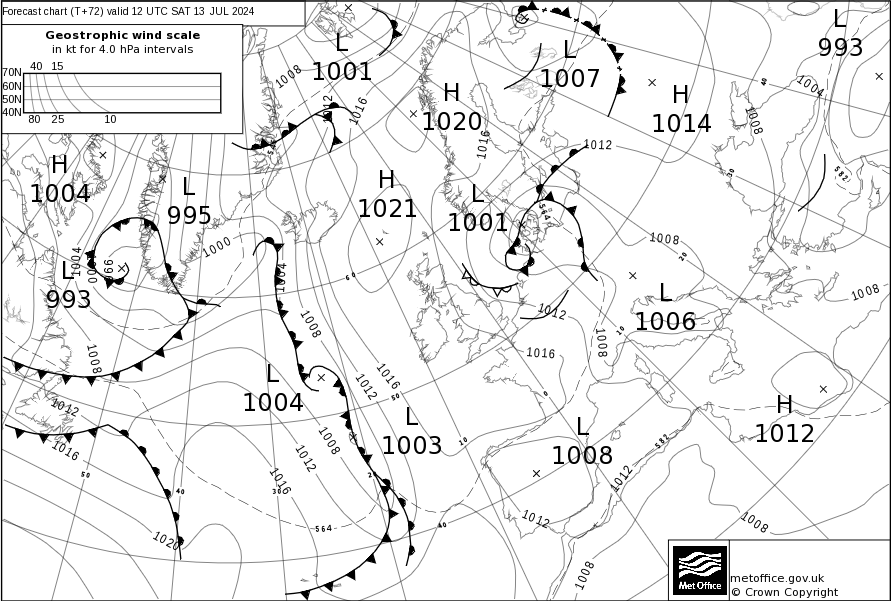 Forecast chart (T+72) valid 12 UTC SAT 13 JUL 2024
Geostrophic wind scale
in kt for 4.0 hPa intervals
40 15
70N
60N
50N
40N
80 25 10
L
1001
L
1007
L
993
H
1020
H
1014
H
1004
L
995
H
1021
L
1001
L
993
L
1006
L
1004
L
1003
L
1008
H
1012
1008
1012
1016
1016
1012
1004
1008
1000
1004
1000
996
1004
1008
1008
1008
1012
1016
1020
1008
1012
1016
1008
1012
1016
1012
1016
1008
1012
1012
1008
1008
1008
564
564
582
582
60
50
50
40
40
30
20
10
0
10
20
30
40
metoffice.gov.uk
© Crown Copyright
Met Office